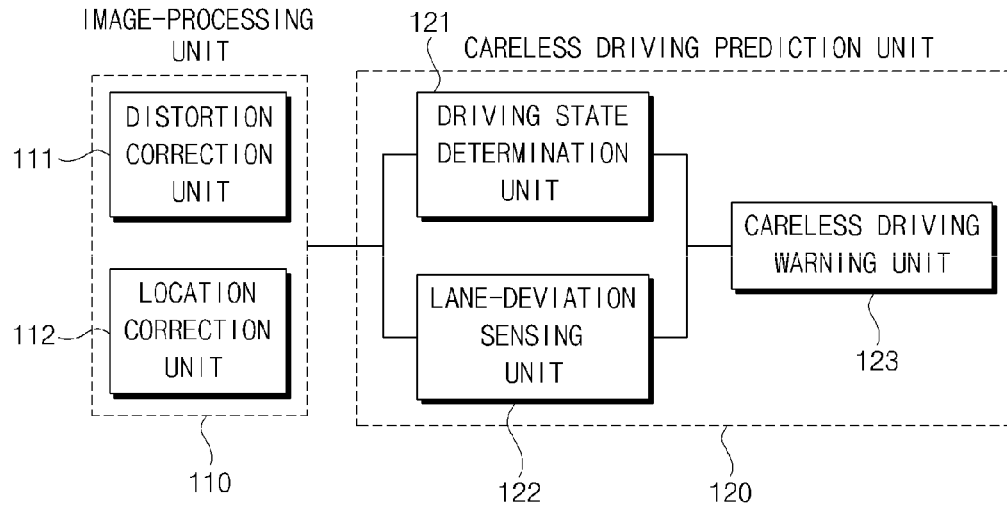 IMAGE-PROCESSING
UNIT
121
CARELESS DRIVING PREDICTION UNIT
DISTORTION
CORRECTION
UNIT
111
LOCATION
CORRECTION
UNIT
112
110
DRIVING STATE
DETERMINATION
UNIT
LANE-DEVIATION
SENSING
UNIT
122
CARELESS DRIVING
WARNING UNIT
123
120